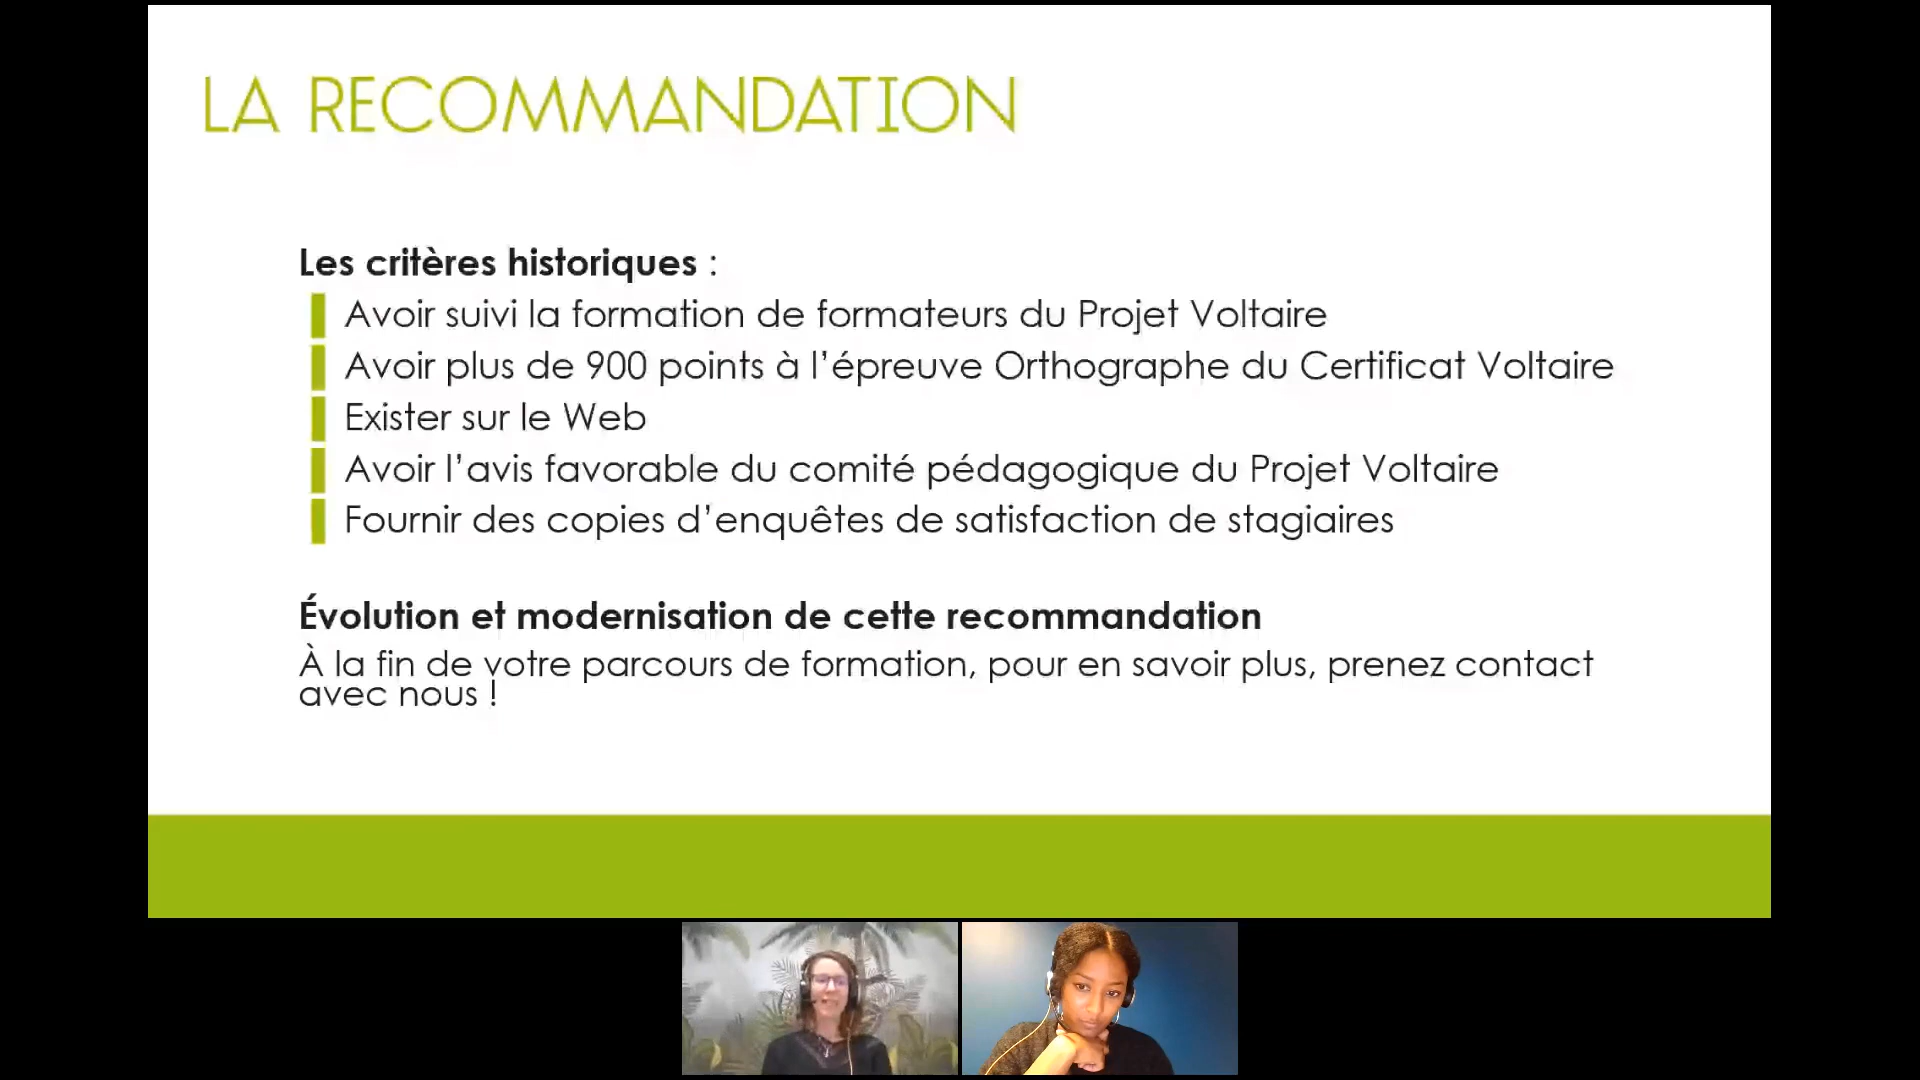 LA RECOMMANDATION
Les critères historiques :
Avoir suivi la formation de formateurs du Projet Voltaire
Avoir plus de 900 points à l’épreuve Orthographe du Certificat Voltaire
Exister sur le Web
Avoir l’avis favorable du comité pédagogique du Projet Voltaire
Fournir des copies d’enquêtes de satisfaction de stagiaires
Évolution et modernisation de cette recommandation
À la fin de votre parcours de formation, pour en savoir plus, prenez contact
avec nous !